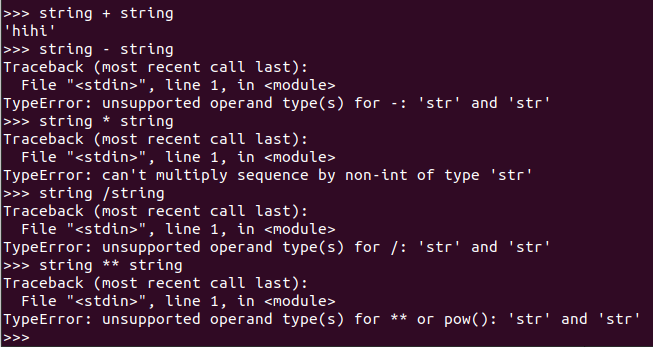 >>> string + string
'hihi'
>>> string - string
Traceback (most recent call last):
  File "<stdin>", line 1, in <module>
TypeError: unsupported operand type(s) for -: 'str' and 'str'
>>> string * string
Traceback (most recent call last):
  File "<stdin>", line 1, in <module>
TypeError: can't multiply sequence by non-int of type 'str'
>>> string /string
Traceback (most recent call last):
  File "<stdin>", line 1, in <module>
TypeError: unsupported operand type(s) for /: 'str' and 'str'
>>> string ** string
Traceback (most recent call last):
  File "<stdin>", line 1, in <module>
TypeError: unsupported operand type(s) for ** or pow(): 'str' and 'str'
>>>